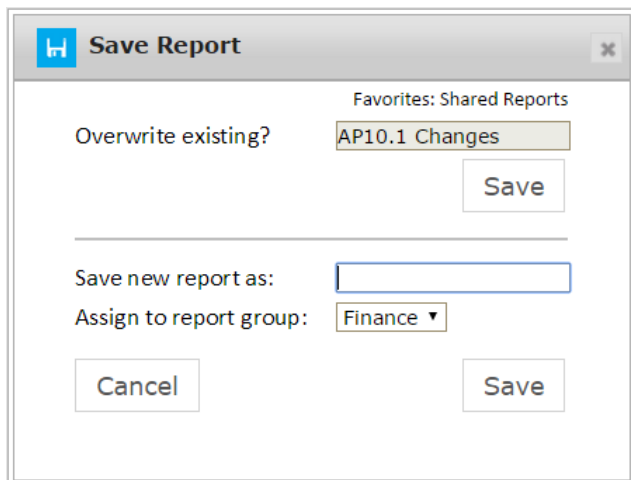 Save Report
Favorites: Shared Reports
Overwrite existing? AP10.1 Changes
Save
Save new report as:
Assign to report group: Finance
Cancel Save